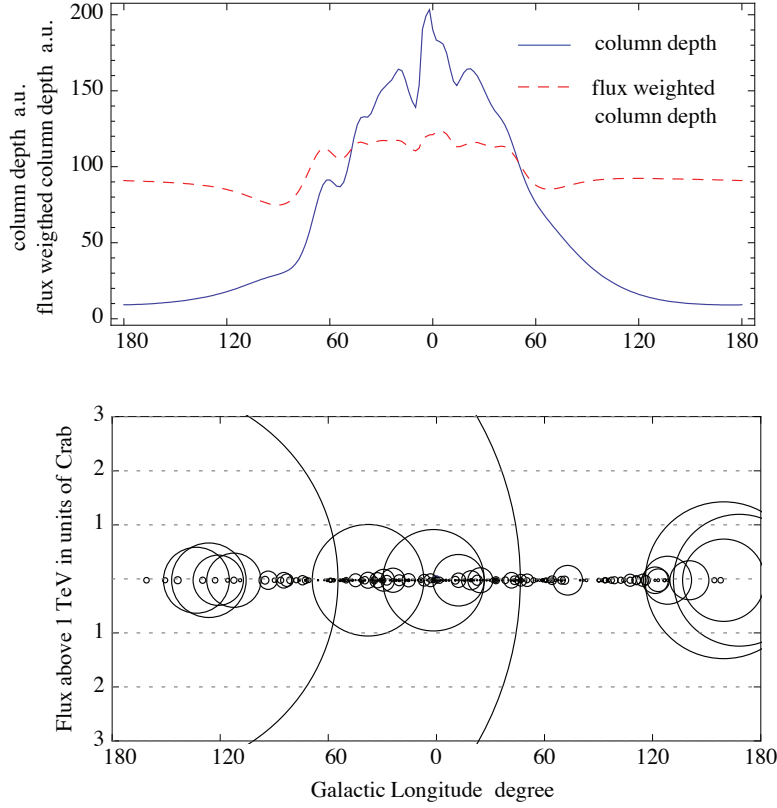 column depth a.u.
flux weigthed column depth a.u.
200
150
100
50
0
column depth
flux weighted
column depth
180 120 60 0 60 120 180
Flux above 1 TeV in units of Crab
3
2
1
1
2
3
180 120 60 0 60 120 180
Galactic Longitude degree